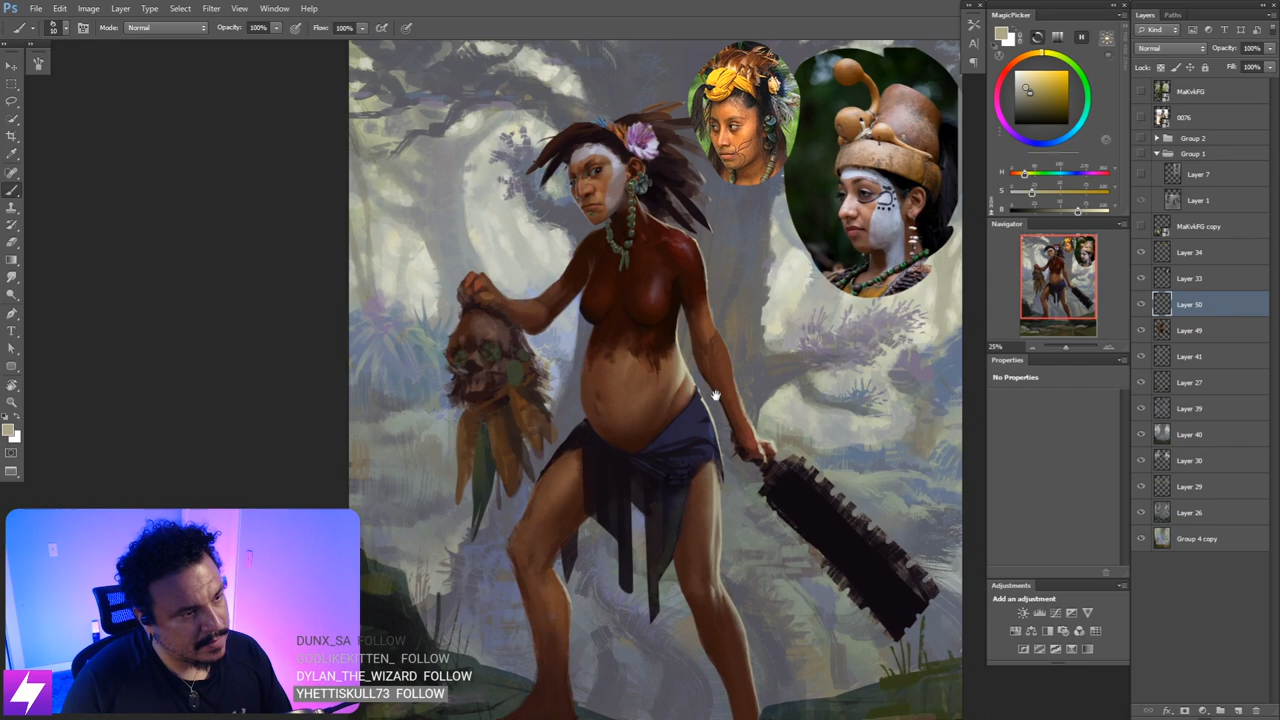 Ps File Edit Image Layer Type Select Filter View Window Help
10 Mode: Normal Opacity: 100% Flow: 100%
MagicPicker
H
H
S
B
Navigator
25%
Properties
No Properties
Adjustments
Add an adjustment
Layers Paths
Kind
Normal Opacity: 100%
Lock: Fill: 100%
MaKvkFG
0076
Group 2
Group 1
Layer 7
Layer 1
MaKvkFG copy
Layer 34
Layer 33
Layer 50
Layer 49
Layer 41
Layer 27
Layer 39
Layer 40
Layer 30
Layer 29
Layer 26
Group 4 copy
DUNX_SA FOLLOW
GODLIKEKITTEN_ FOLLOW
DYLAN_THE_WIZARD FOLLOW
YHETTISKULL73 FOLLOW